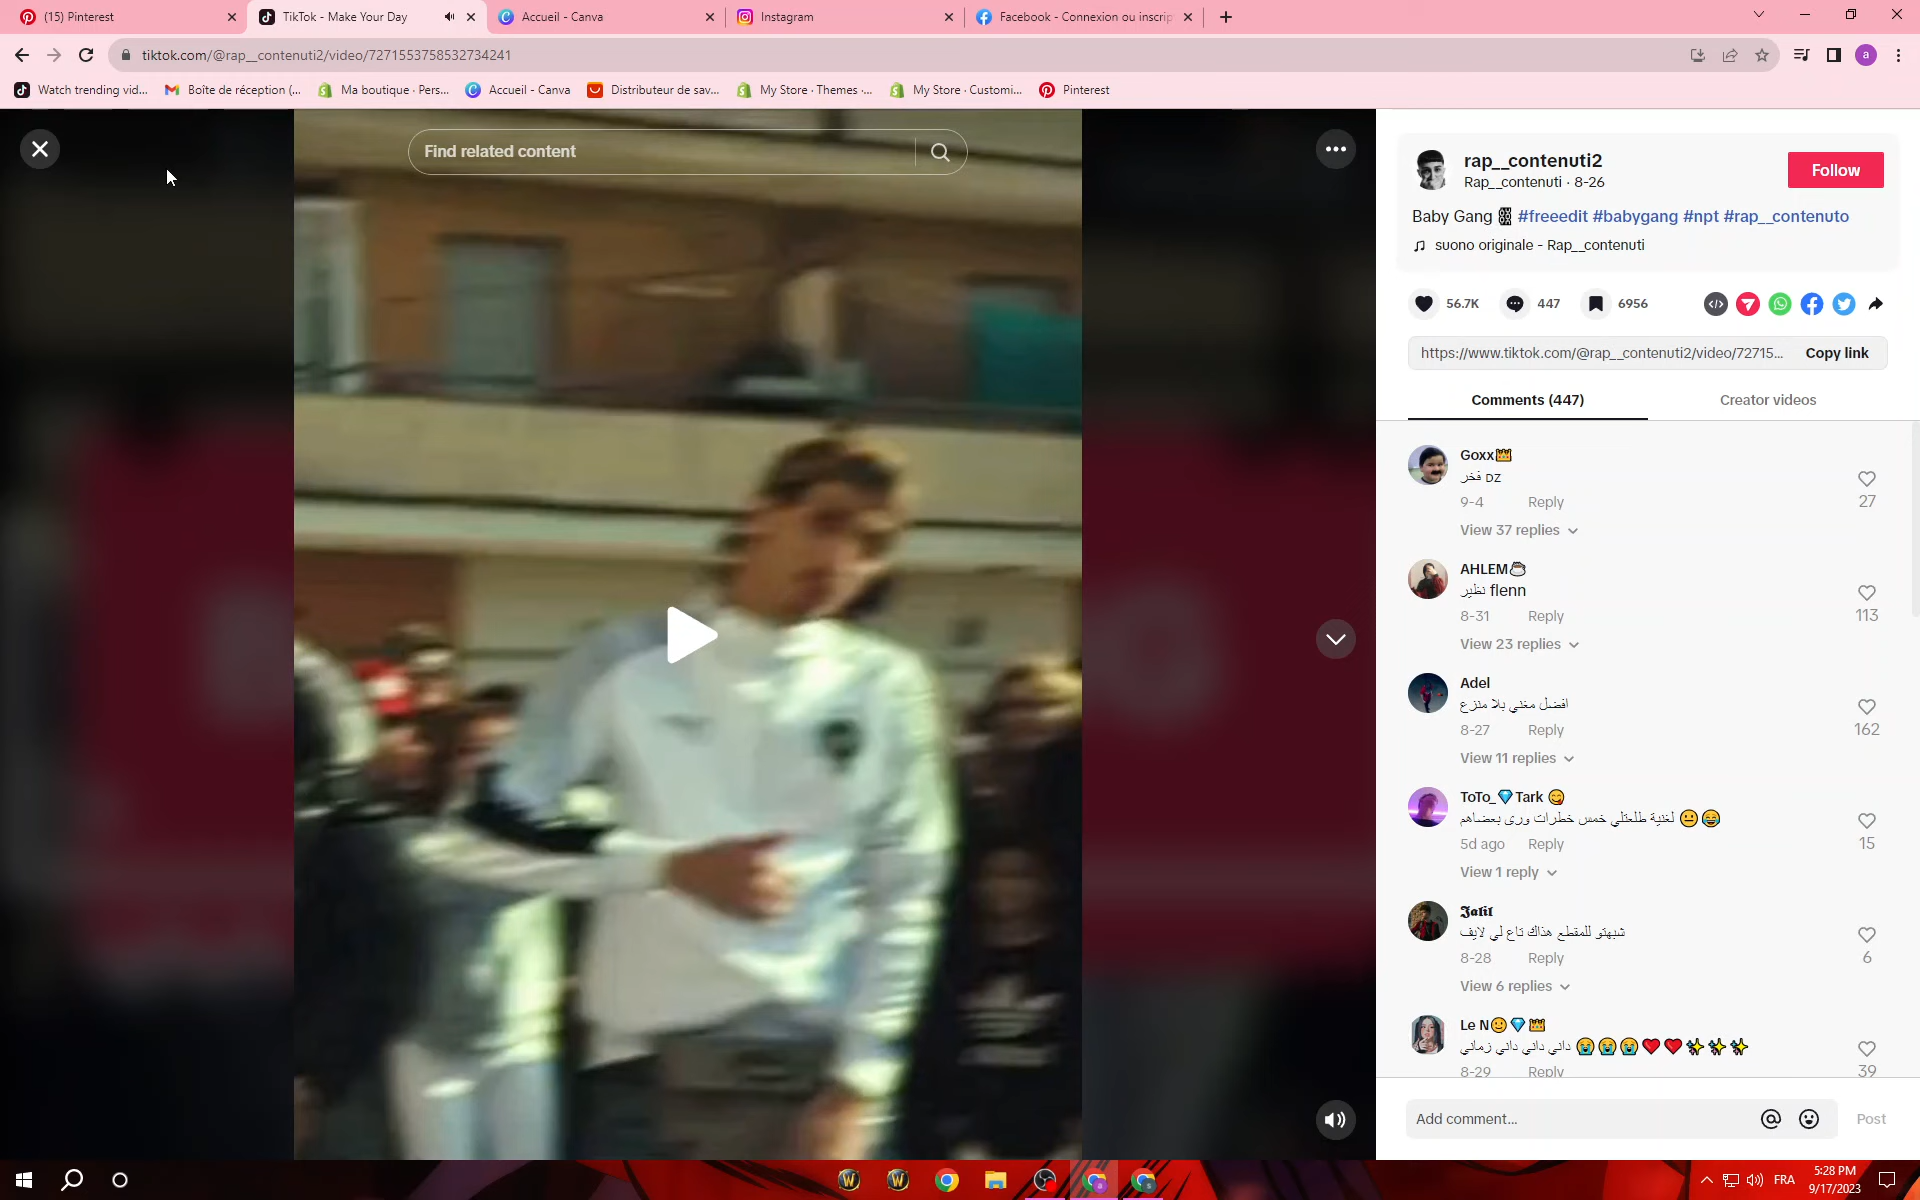 (15) Pinterest
TikTok - Make Your Day
Accueil - Canva
Instagram
Facebook - Connexion ou inscrip
tiktok.com/@rap__contenuti2/video/7271553758532734241
a
Watch trending vid...
Boîte de réception (...
Ma boutique · Pers...
Accueil - Canva
Distributeur de sav...
My Store · Themes ·...
My Store · Customi...
Pinterest
Find related content
rap__contenuti2
Rap__contenuti · 8-26
Follow
Baby Gang ⛓ #freeedit #babygang #npt #rap__contenuto
suono originale - Rap__contenuti
56.7K
447
6956
https://www.tiktok.com/@rap__contenuti2/video/72715...
Copy link
Comments (447)
Creator videos
Goxx👑
فخر DZ
9-4 Reply
27
View 37 replies
AHLEM☕
نظير flenn
8-31 Reply
113
View 23 replies
Adel
افضل مغني بلا منزع
8-27 Reply
162
View 11 replies
ToTo_💎Tark 😋
لغنية طلعتلي خمس خطرات ورى بعضاهم 😐😂
5d ago Reply
15
View 1 reply
𝕵𝖆𝖑𝖎𝖑
شبهتو للمقطع هذاك تاع لي لايف
8-28 Reply
6
View 6 replies
Le N🙂💎👑
داني داني داني داني زماني 😭😭😭❤❤✨✨✨
8-29 Reply
39
Add comment...
Post
FRA
5:28 PM
9/17/2023